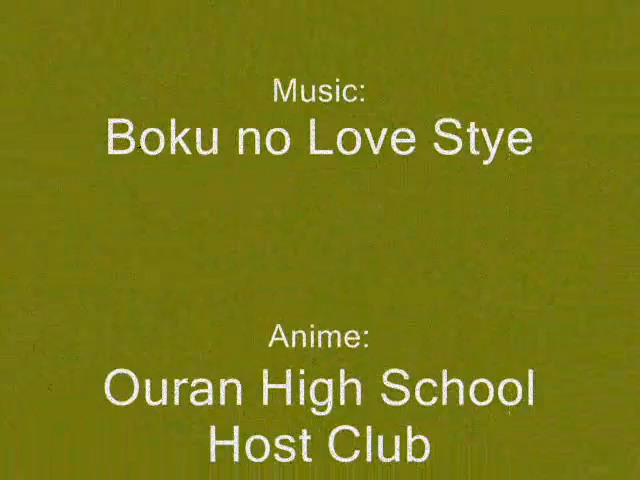 Music:
Boku no Love Stye
Anime:
Ouran High School
Host Club